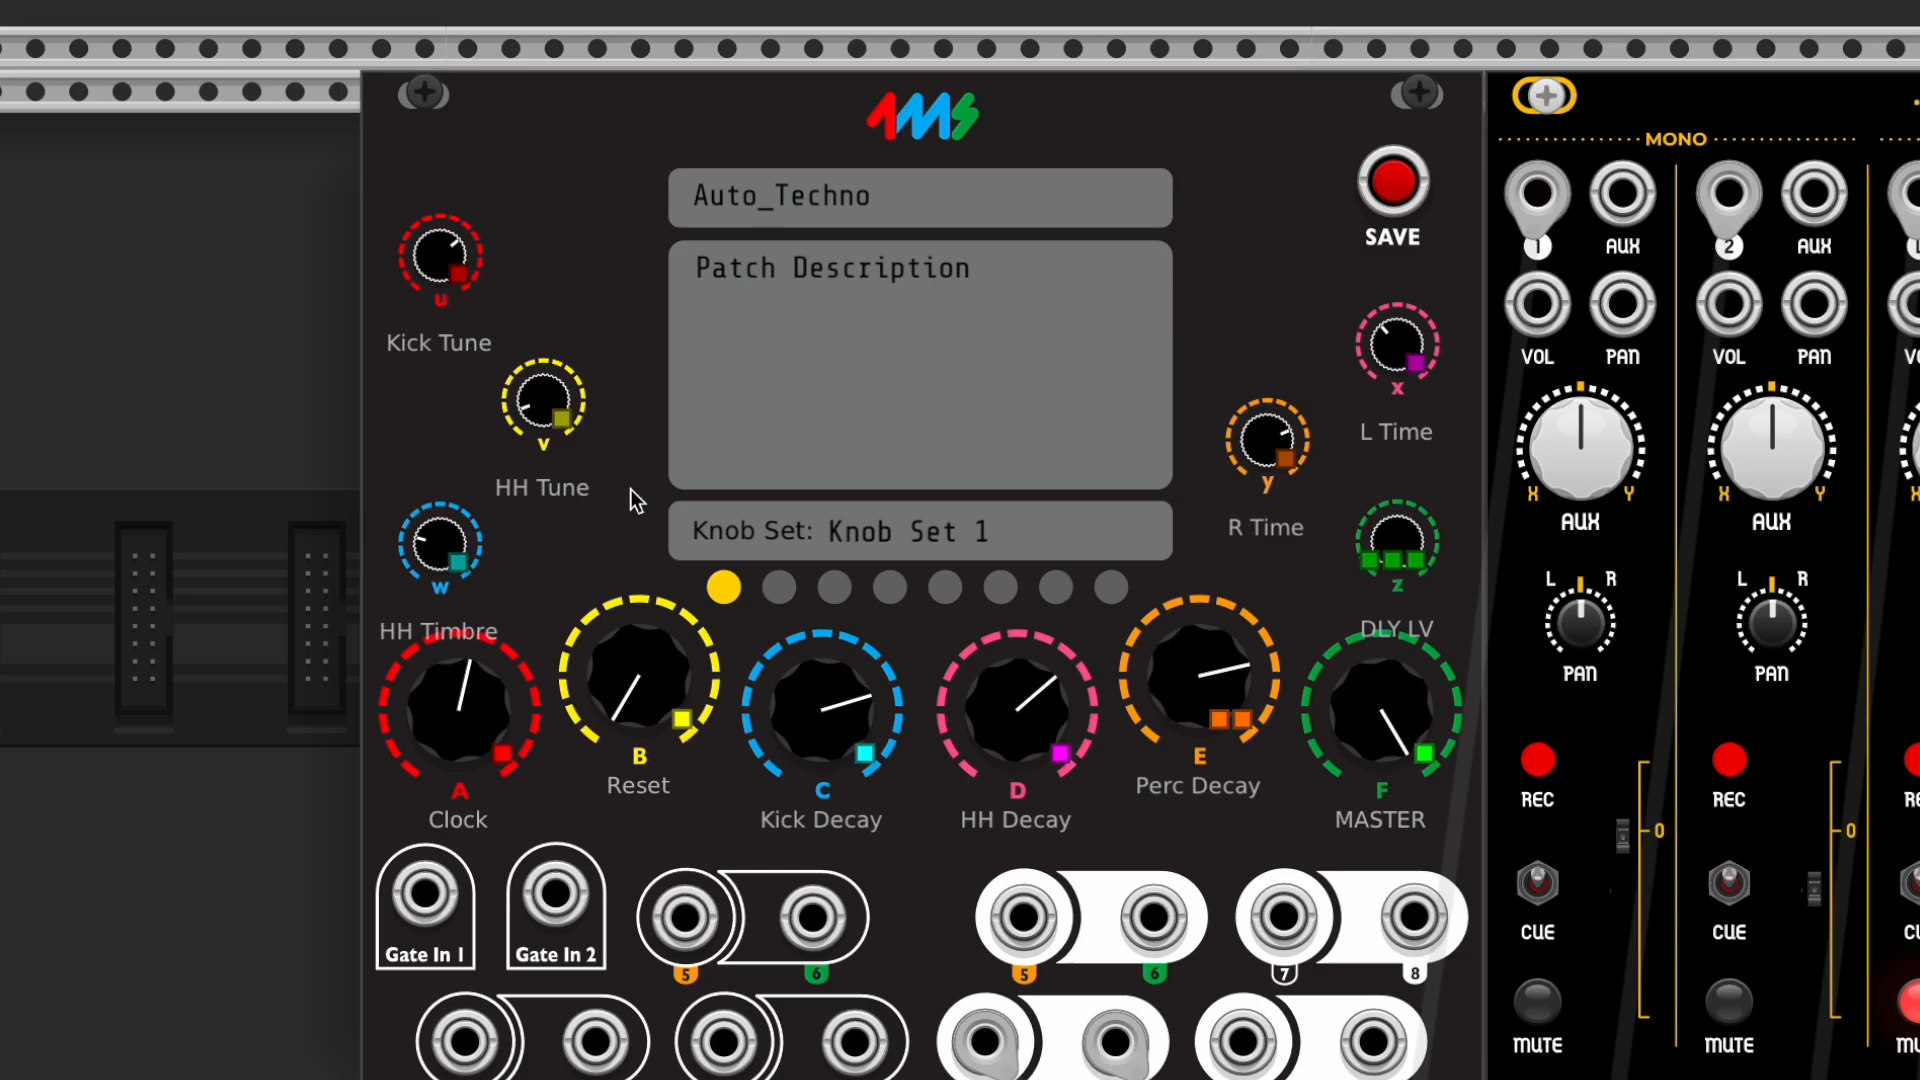 4MS
Auto_Techno
Patch Description
Knob Set: Knob Set 1
SAVE
u
Kick Tune
v
HH Tune
w
HH Timbre
x
L Time
y
R Time
z
DLY LV
A
Clock
B
Reset
C
Kick Decay
D
HH Decay
E
Perc Decay
F
MASTER
Gate In 1
Gate In 2
5
6
5
6
7
8
MONO
1
AUX
2
AUX
VOL
PAN
VOL
PAN
X
Y
X
Y
AUX
AUX
L
R
L
R
PAN
PAN
REC
REC
0
0
CUE
CUE
MUTE
MUTE